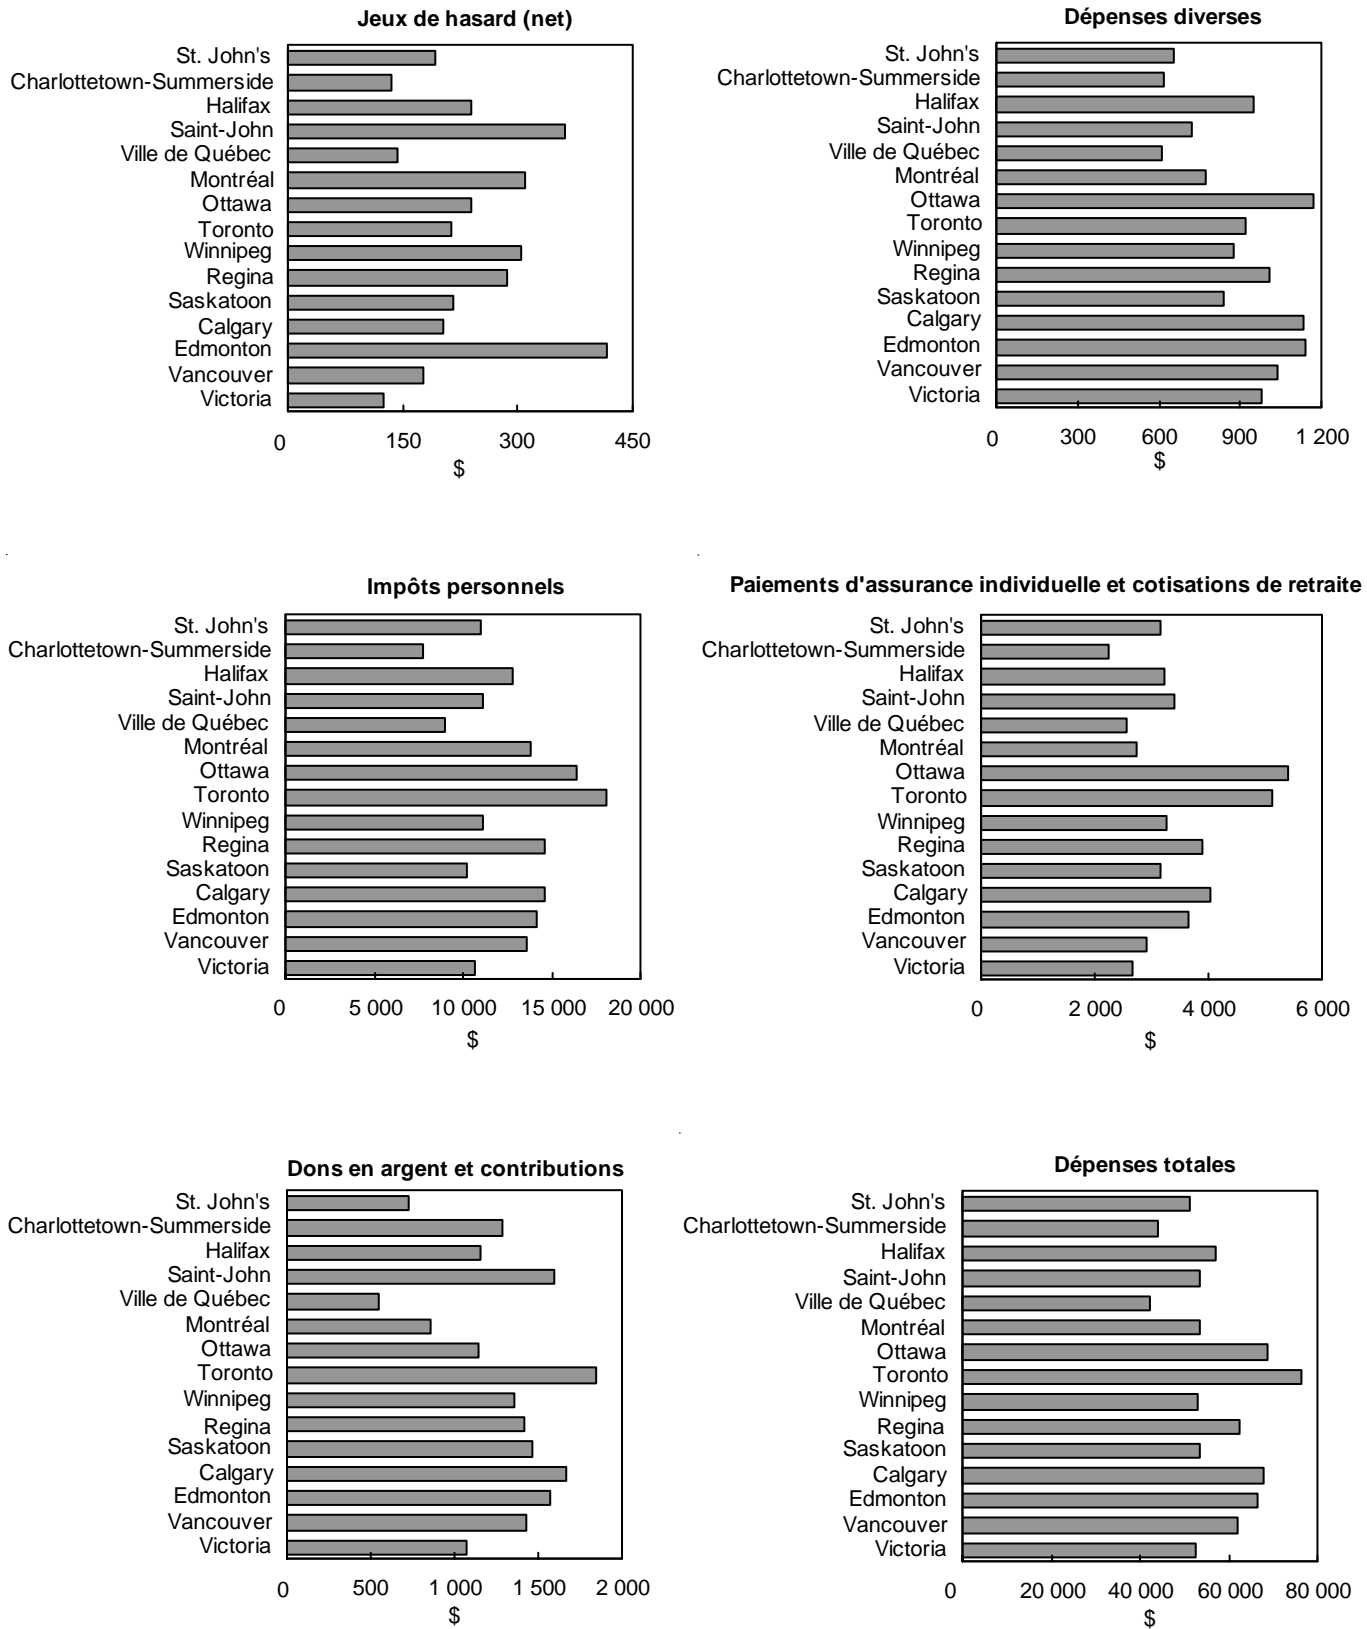 Jeux de hasard (net)
St. John's
Charlottetown-Summerside
Halifax
Saint-John
Ville de Québec
Montréal
Ottawa
Toronto
Winnipeg
Regina
Saskatoon
Calgary
Edmonton
Vancouver
Victoria
0 150 300 450
$
Dépenses diverses
St. John's
Charlottetown-Summerside
Halifax
Saint-John
Ville de Québec
Montréal
Ottawa
Toronto
Winnipeg
Regina
Saskatoon
Calgary
Edmonton
Vancouver
Victoria
0 300 600 900 1 200
$
Impôts personnels
St. John's
Charlottetown-Summerside
Halifax
Saint-John
Ville de Québec
Montréal
Ottawa
Toronto
Winnipeg
Regina
Saskatoon
Calgary
Edmonton
Vancouver
Victoria
0 5 000 10 000 15 000 20 000
$
Paiements d'assurance individuelle et cotisations de retraite
St. John's
Charlottetown-Summerside
Halifax
Saint-John
Ville de Québec
Montréal
Ottawa
Toronto
Winnipeg
Regina
Saskatoon
Calgary
Edmonton
Vancouver
Victoria
0 2 000 4 000 6 000
$
Dons en argent et contributions
St. John's
Charlottetown-Summerside
Halifax
Saint-John
Ville de Québec
Montréal
Ottawa
Toronto
Winnipeg
Regina
Saskatoon
Calgary
Edmonton
Vancouver
Victoria
0 500 1 000 1 500 2 000
$
Dépenses totales
St. John's
Charlottetown-Summerside
Halifax
Saint-John
Ville de Québec
Montréal
Ottawa
Toronto
Winnipeg
Regina
Saskatoon
Calgary
Edmonton
Vancouver
Victoria
0 20 000 40 000 60 000 80 000
$